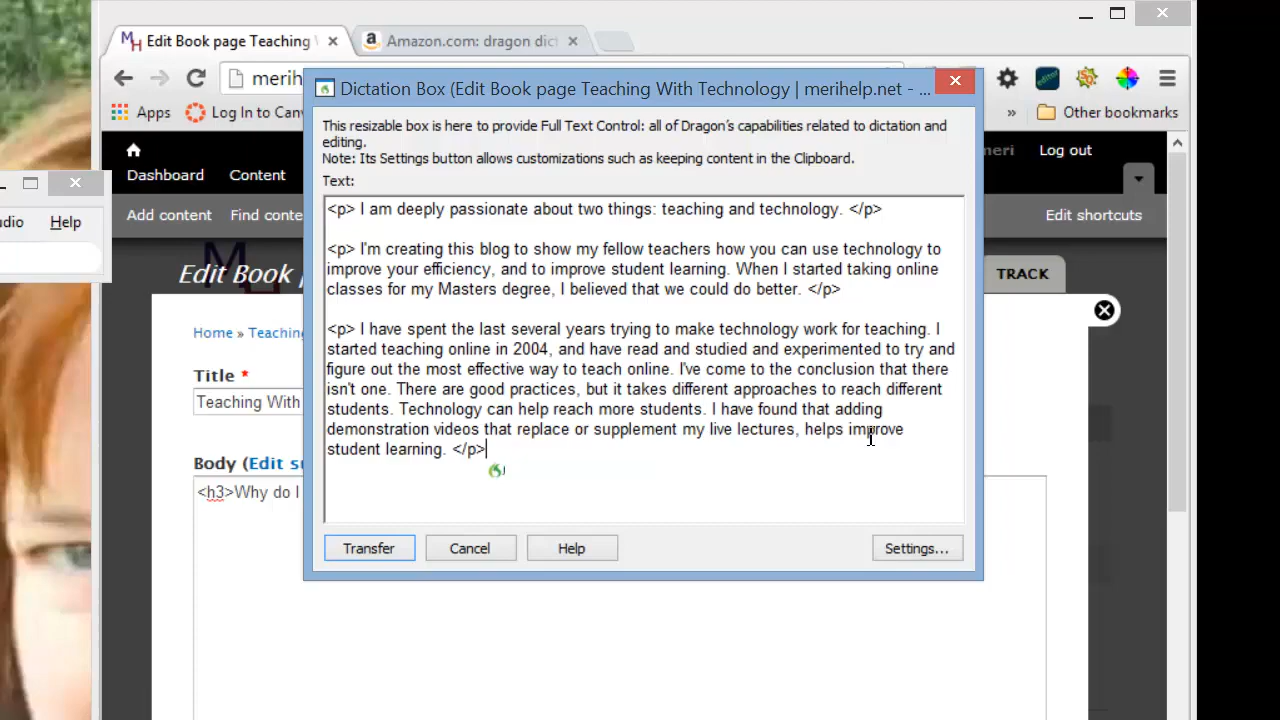 Edit Book page Teaching
Amazon.com: dragon dict
merih
Apps
Log In to Canv
»
Other bookmarks
Dictation Box (Edit Book page Teaching With Technology | merihelp.net - ...
This resizable box is here to provide Full Text Control: all of Dragon's capabilities related to dictation and
editing.
Note: Its Settings button allows customizations such as keeping content in the Clipboard.
Text:
<p> I am deeply passionate about two things: teaching and technology. </p>
<p> I'm creating this blog to show my fellow teachers how you can use technology to
improve your efficiency, and to improve student learning. When I started taking online
classes for my Masters degree, I believed that we could do better. </p>
<p> I have spent the last several years trying to make technology work for teaching. I
started teaching online in 2004, and have read and studied and experimented to try and
figure out the most effective way to teach online. I've come to the conclusion that there
isn't one. There are good practices, but it takes different approaches to reach different
students. Technology can help reach more students. I have found that adding
demonstration videos that replace or supplement my live lectures, helps improve
student learning. </p>
Transfer
Cancel
Help
Settings...
Dashboard
Content
meri
Log out
Add content
Find conte
Edit shortcuts
udio
Help
Edit Book p
TRACK
Home » Teaching
Title *
Teaching With
Body (Edit su
<h3>Why do I